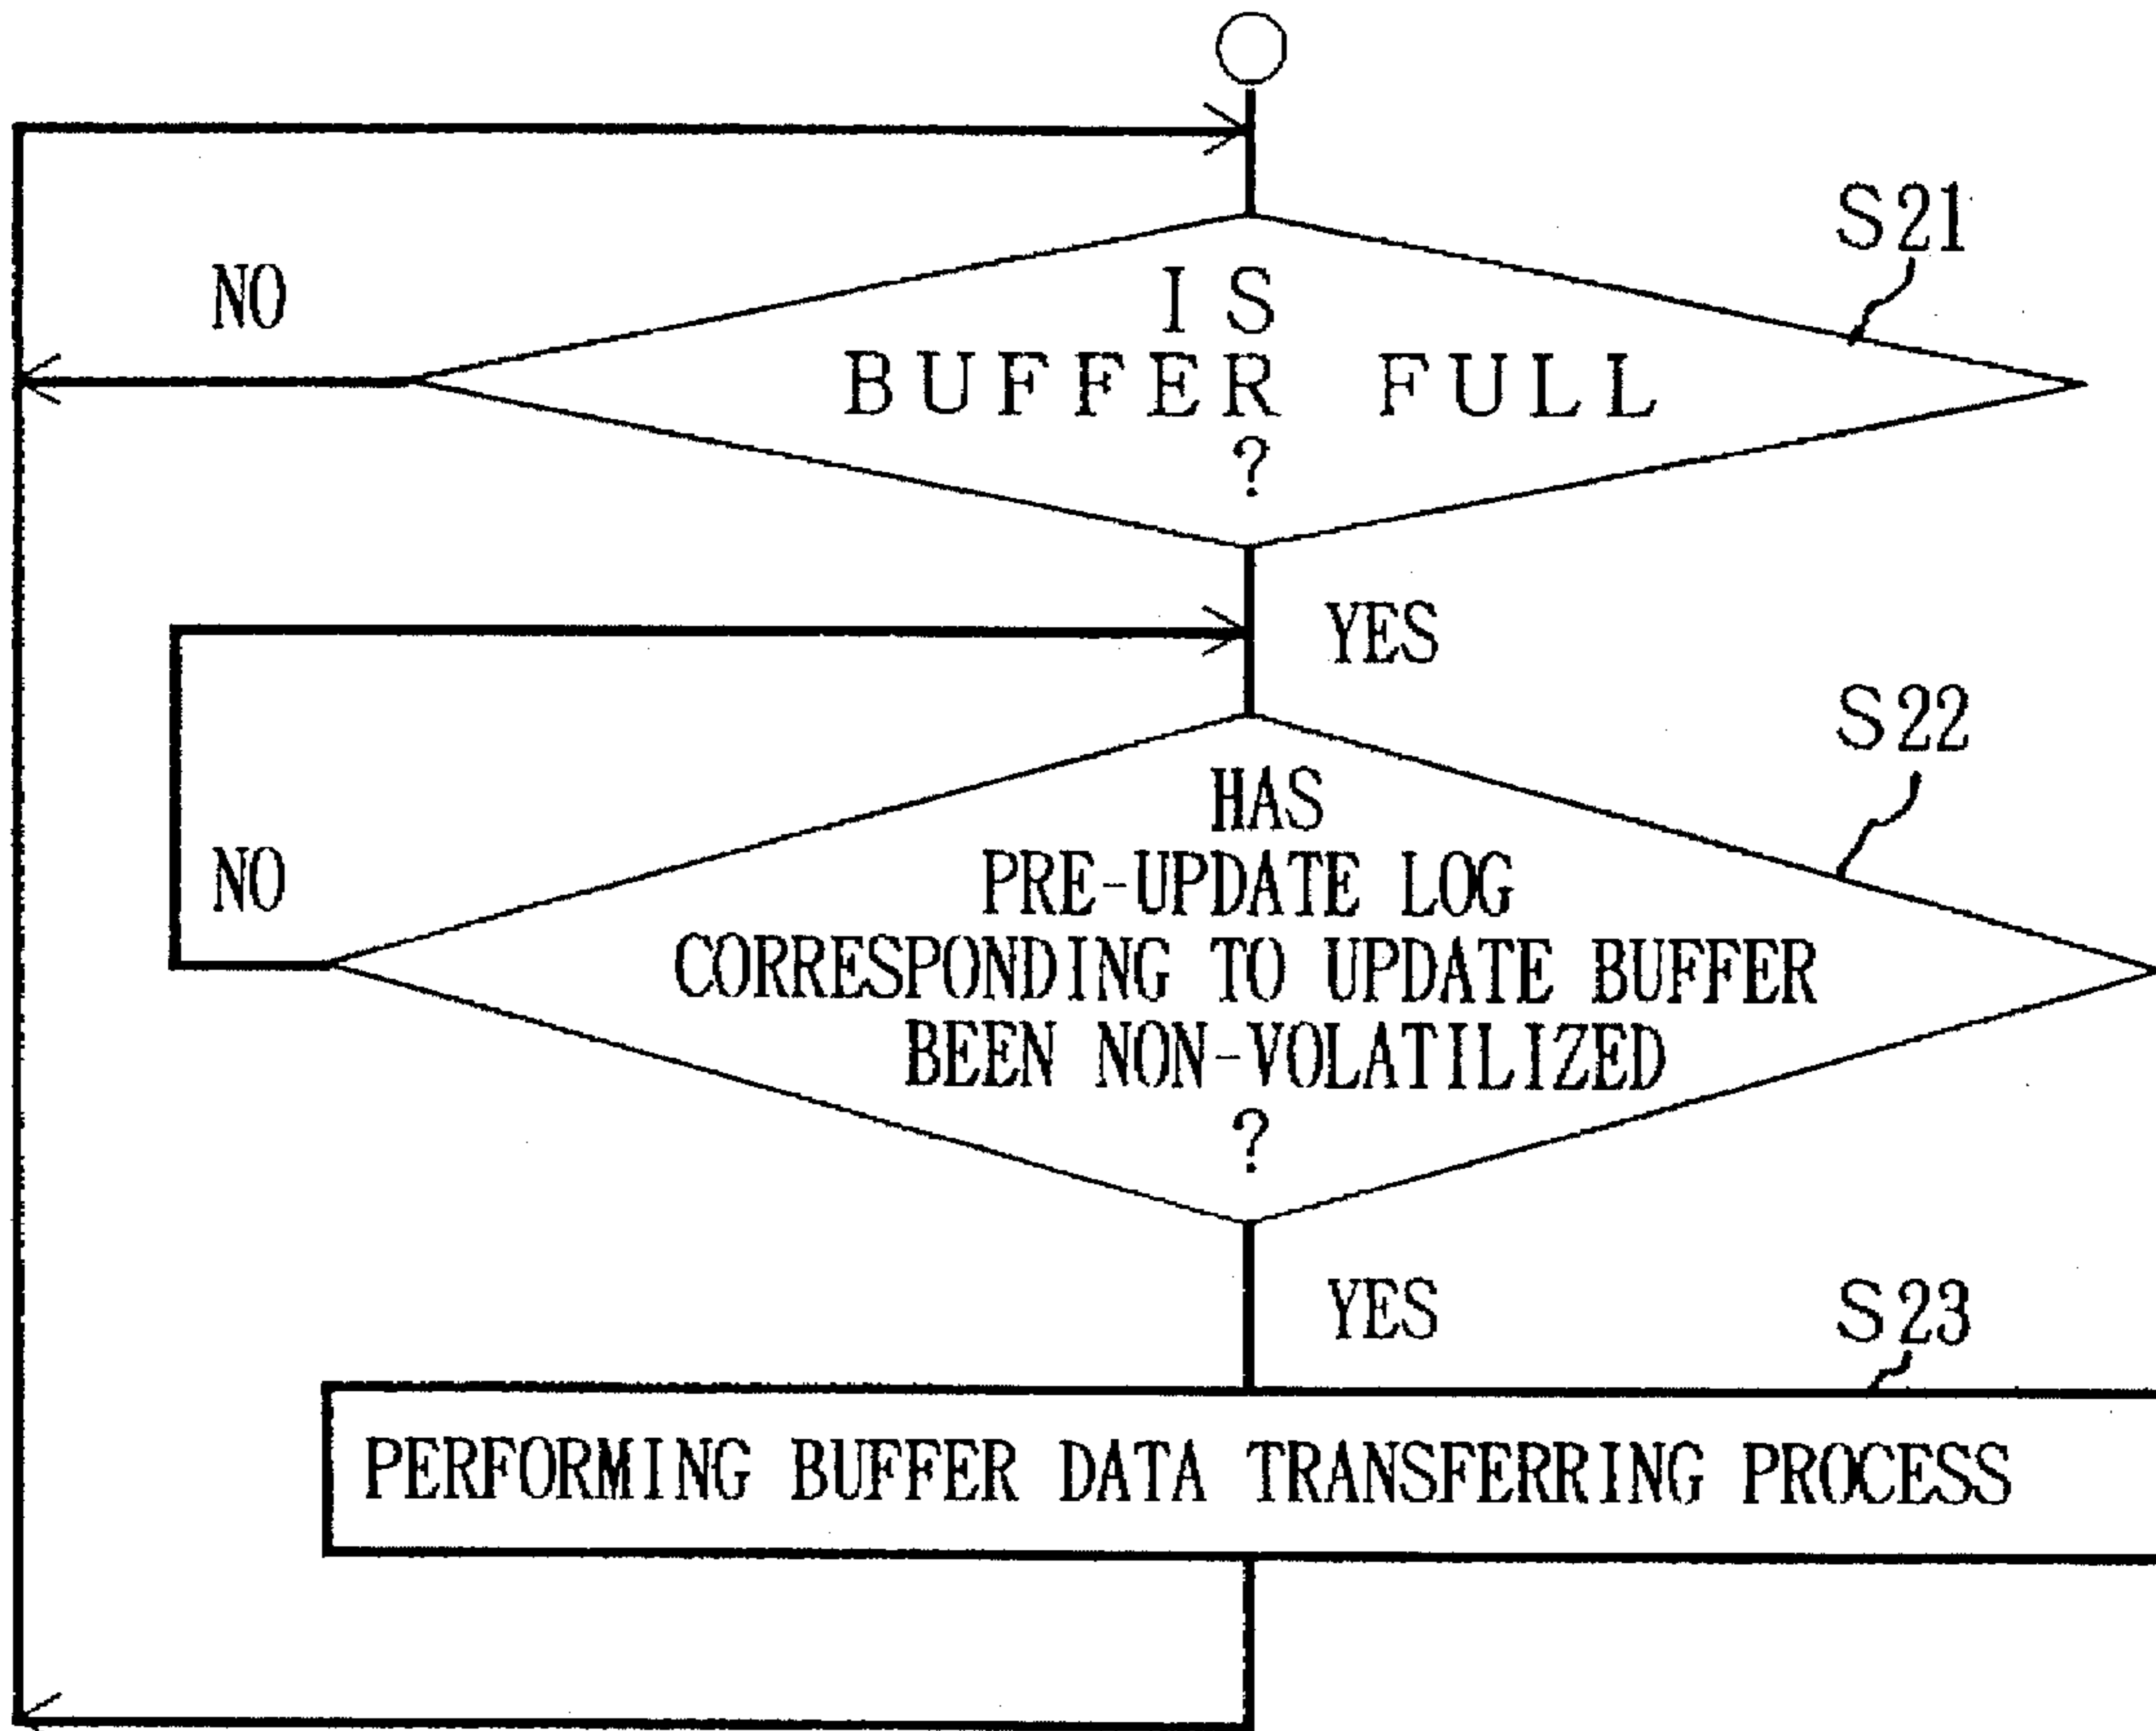 S21
NO
IS
BUFFER FULL
?
YES
S22
HAS
PRE-UPDATE LOG
NO
CORRESPONDING TO UPDATE BUFFER
BEEN NON-VOLATILIZED
?
YES
S23
PERFORMING BUFFER DATA TRANSFERRING PROCESS